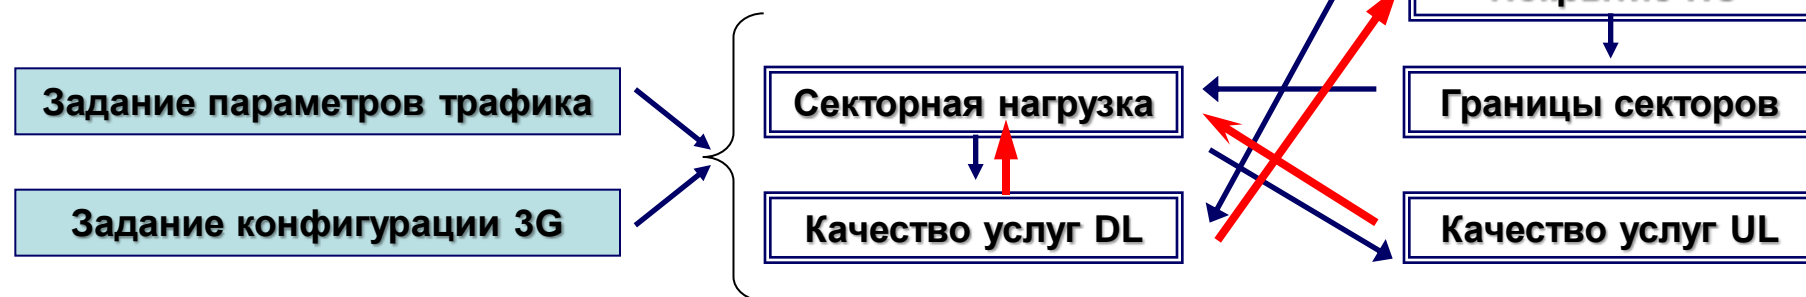 Задание параметров трафика
Секторная нагрузка
Границы секторов
Задание конфигурации 3G
Качество услуг DL
Качество услуг UL